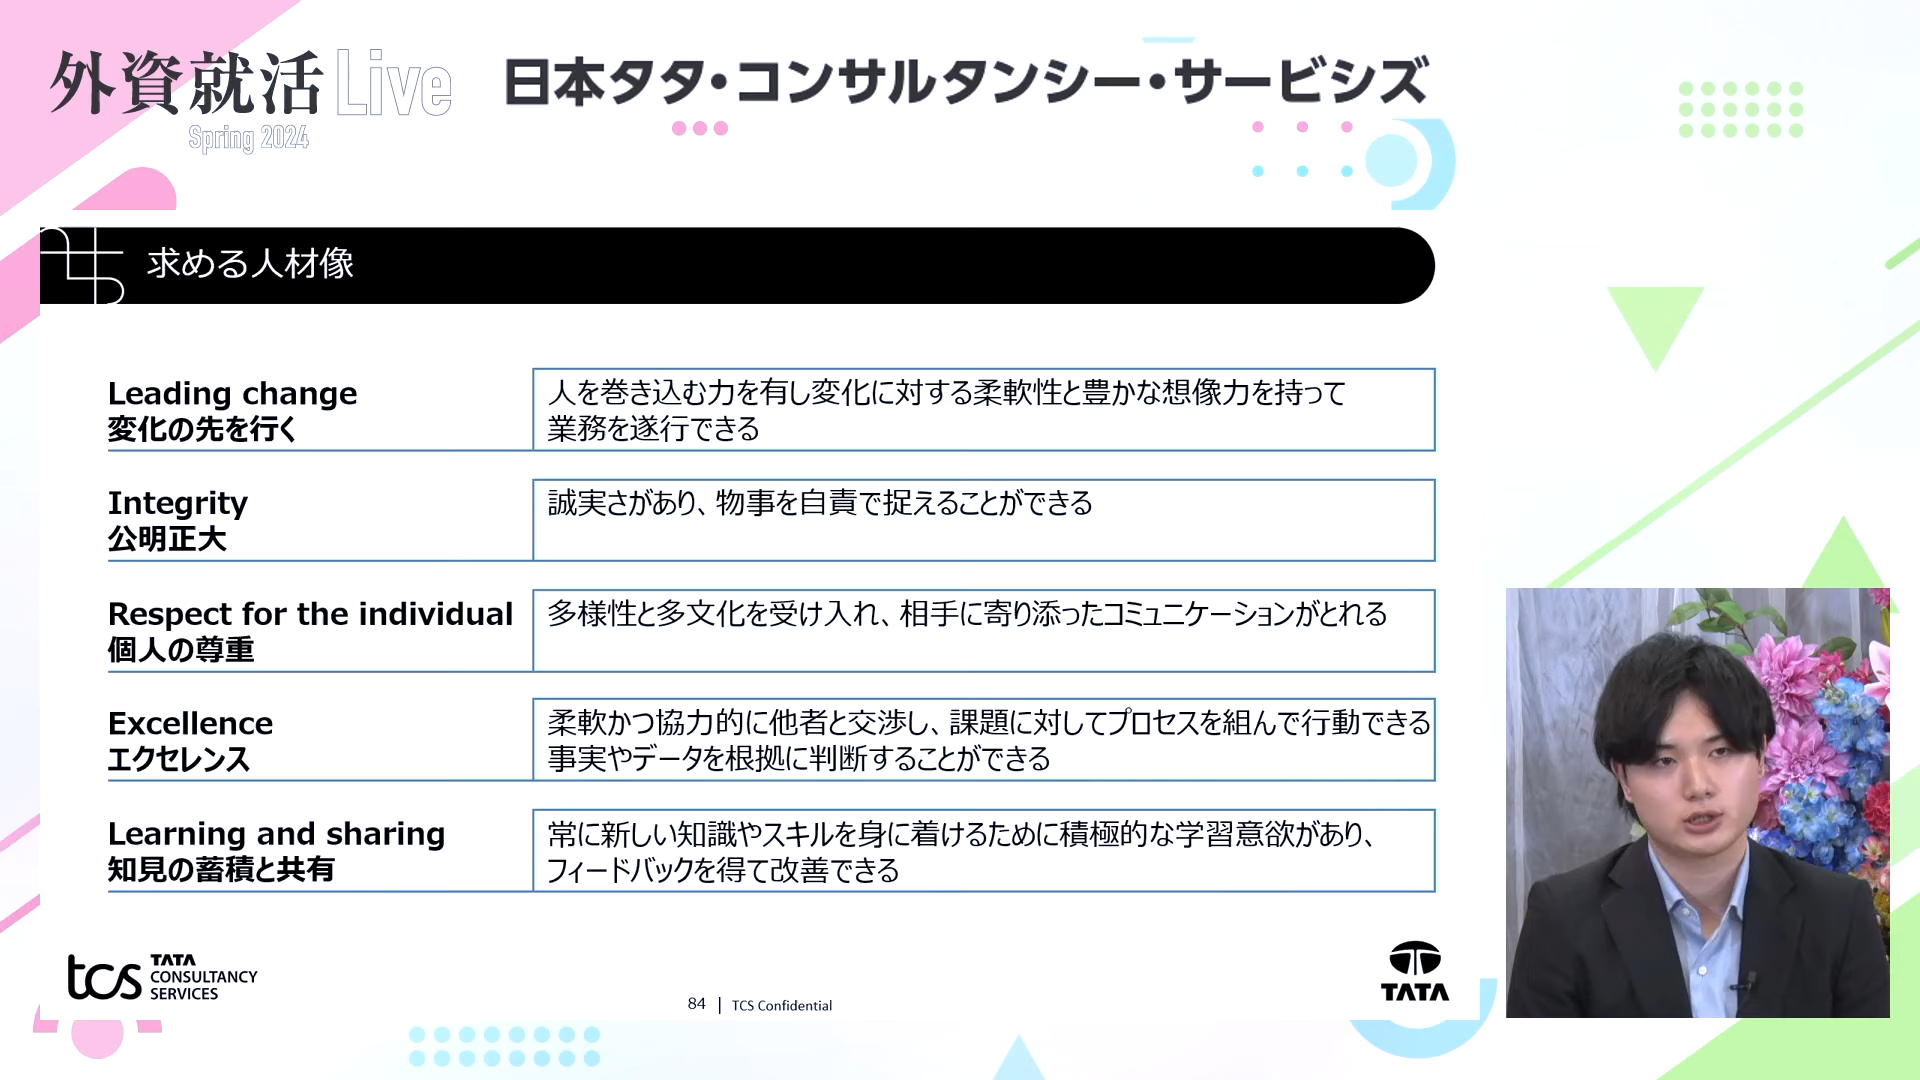 外資就活Live
Spring 2024
日本タタ・コンサルタンシー・サービシズ
求める人材像
Leading change
変化の先を行く
人を巻き込む力を有し変化に対する柔軟性と豊かな想像力を持って
業務を遂行できる
Integrity
公明正大
誠実さがあり、物事を自責で捉えることができる
Respect for the individual
個人の尊重
多様性と多文化を受け入れ、相手に寄り添ったコミュニケーションがとれる
Excellence
エクセレンス
柔軟かつ協力的に他者と交渉し、課題に対してプロセスを組んで行動できる
事実やデータを根拠に判断することができる
Learning and sharing
知見の蓄積と共有
常に新しい知識やスキルを身に着けるために積極的な学習意欲があり、
フィードバックを得て改善できる
tcs TATA
CONSULTANCY
SERVICES
84 | TCS Confidential
TATA